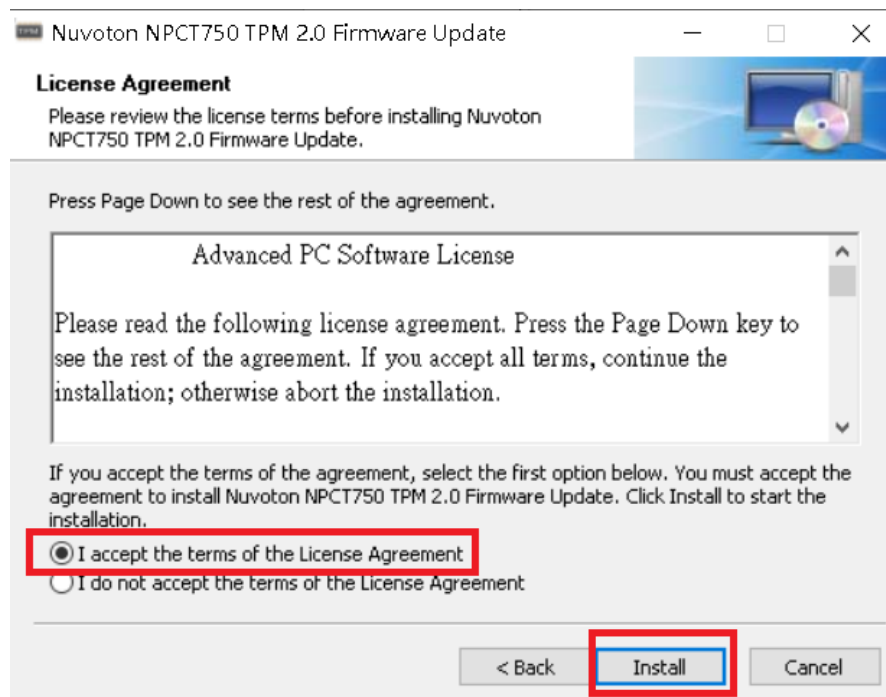 Nuvoton NPCT750 TPM 2.0 Firmware Update
License Agreement
Please review the license terms before installing Nuvoton
NPCT750 TPM 2.0 Firmware Update.
Press Page Down to see the rest of the agreement.
Advanced PC Software License
Please read the following license agreement. Press the Page Down key to
see the rest of the agreement. If you accept all terms, continue the
installation; otherwise abort the installation.
If you accept the terms of the agreement, select the first option below. You must accept the
agreement to install Nuvoton NPCT750 TPM 2.0 Firmware Update. Click Install to start the
installation.
I accept the terms of the License Agreement
I do not accept the terms of the License Agreement
< Back Install Cancel